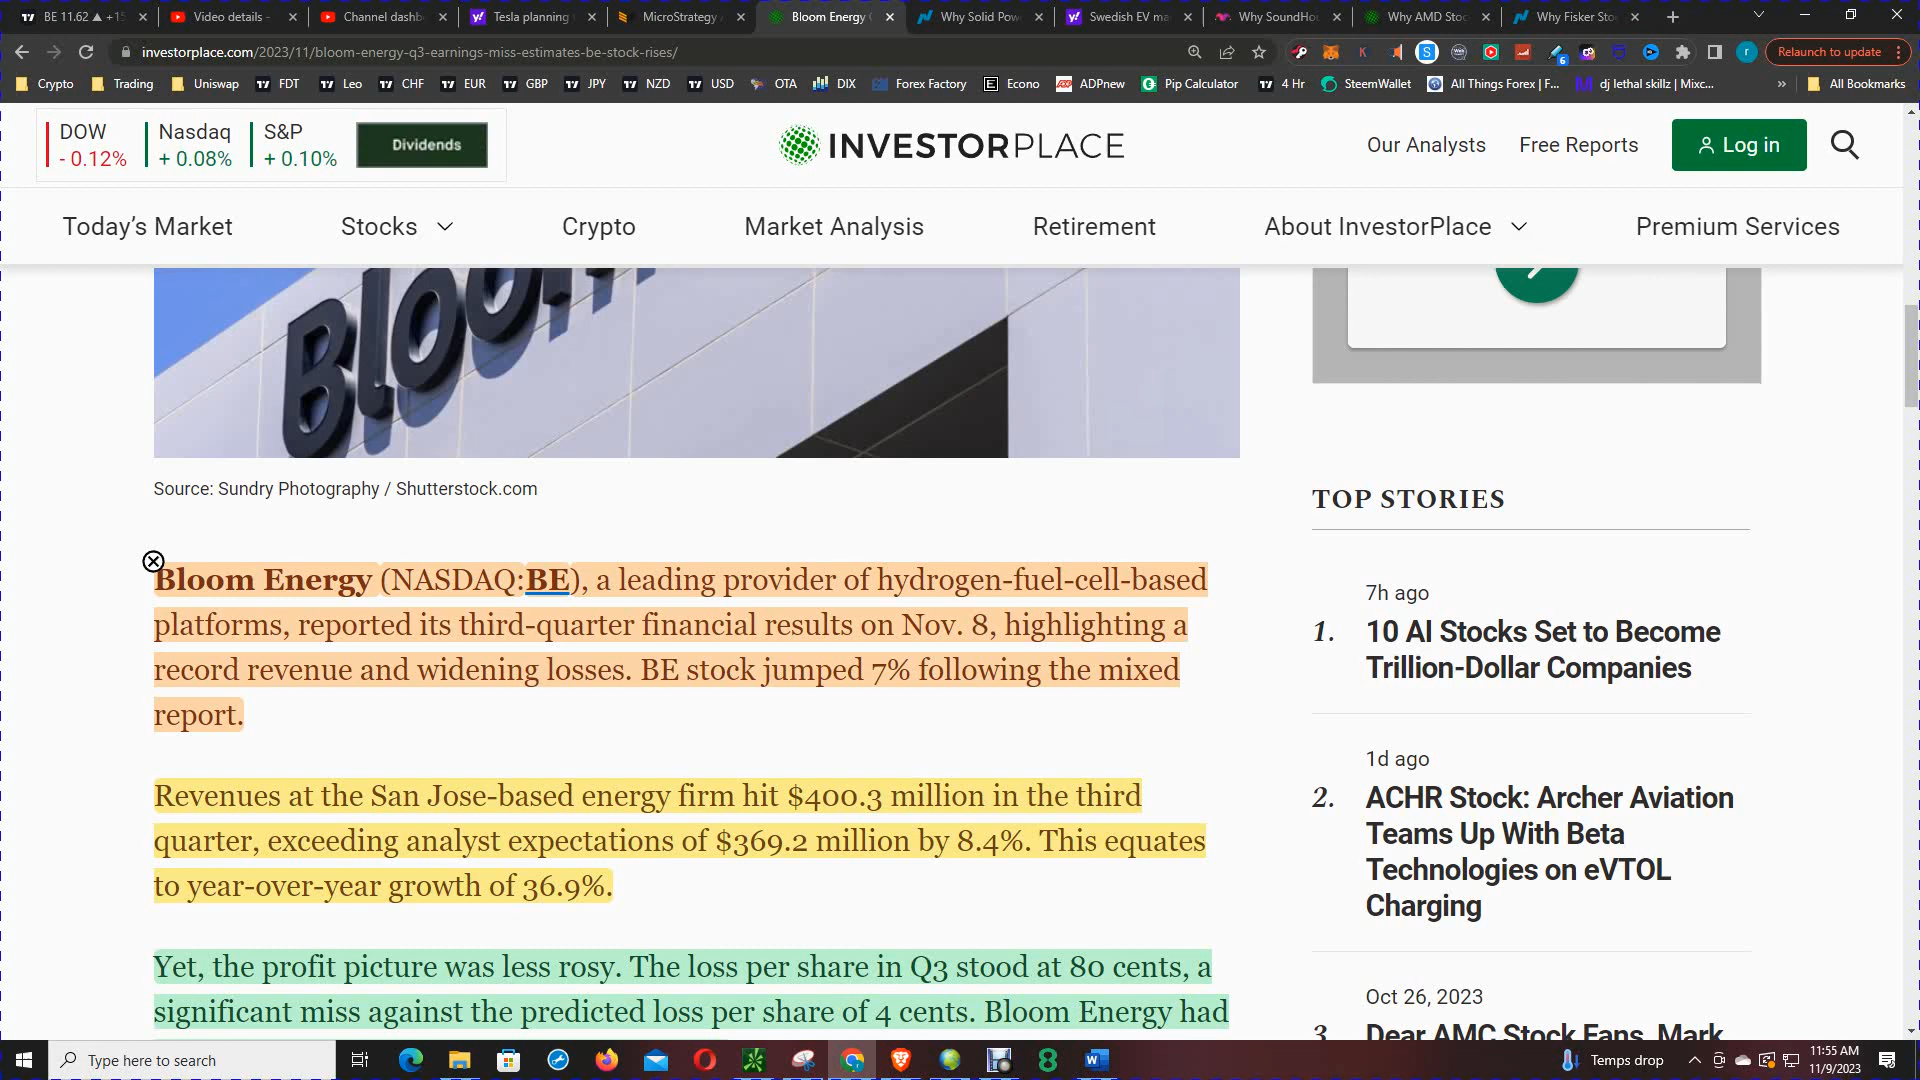 BE 11.62 ▲ +15
Video details -
Channel dashb
Tesla planning
MicroStrategy
Bloom Energy
Why Solid Pow
Swedish EV ma
Why SoundHou
Why AMD Stoc
Why Fisker Sto
investorplace.com/2023/11/bloom-energy-q3-earnings-miss-estimates-be-stock-rises/
Relaunch to update
Crypto
Trading
Uniswap
FDT
Leo
CHF
EUR
GBP
JPY
NZD
USD
OTA
DIX
Forex Factory
Econo
ADPnew
Pip Calculator
4 Hr
SteemWallet
All Things Forex | F...
dj lethal skillz | Mixc...
»
All Bookmarks
DOW
- 0.12%
Nasdaq
+ 0.08%
S&P
+ 0.10%
Dividends
INVESTORPLACE
Our Analysts
Free Reports
Log in
Today’s Market
Stocks
Crypto
Market Analysis
Retirement
About InvestorPlace
Premium Services
Bloom
Source: Sundry Photography / Shutterstock.com
Bloom Energy (NASDAQ:BE), a leading provider of hydrogen-fuel-cell-based
platforms, reported its third-quarter financial results on Nov. 8, highlighting a
record revenue and widening losses. BE stock jumped 7% following the mixed
report.
Revenues at the San Jose-based energy firm hit $400.3 million in the third
quarter, exceeding analyst expectations of $369.2 million by 8.4%. This equates
to year-over-year growth of 36.9%.
Yet, the profit picture was less rosy. The loss per share in Q3 stood at 80 cents, a
significant miss against the predicted loss per share of 4 cents. Bloom Energy had
TOP STORIES
7h ago
1. 10 AI Stocks Set to Become
Trillion-Dollar Companies
1d ago
2. ACHR Stock: Archer Aviation
Teams Up With Beta
Technologies on eVTOL
Charging
Oct 26, 2023
3. Dear AMC Stock Fans, Mark
Type here to search
Temps drop
11:55 AM
11/9/2023